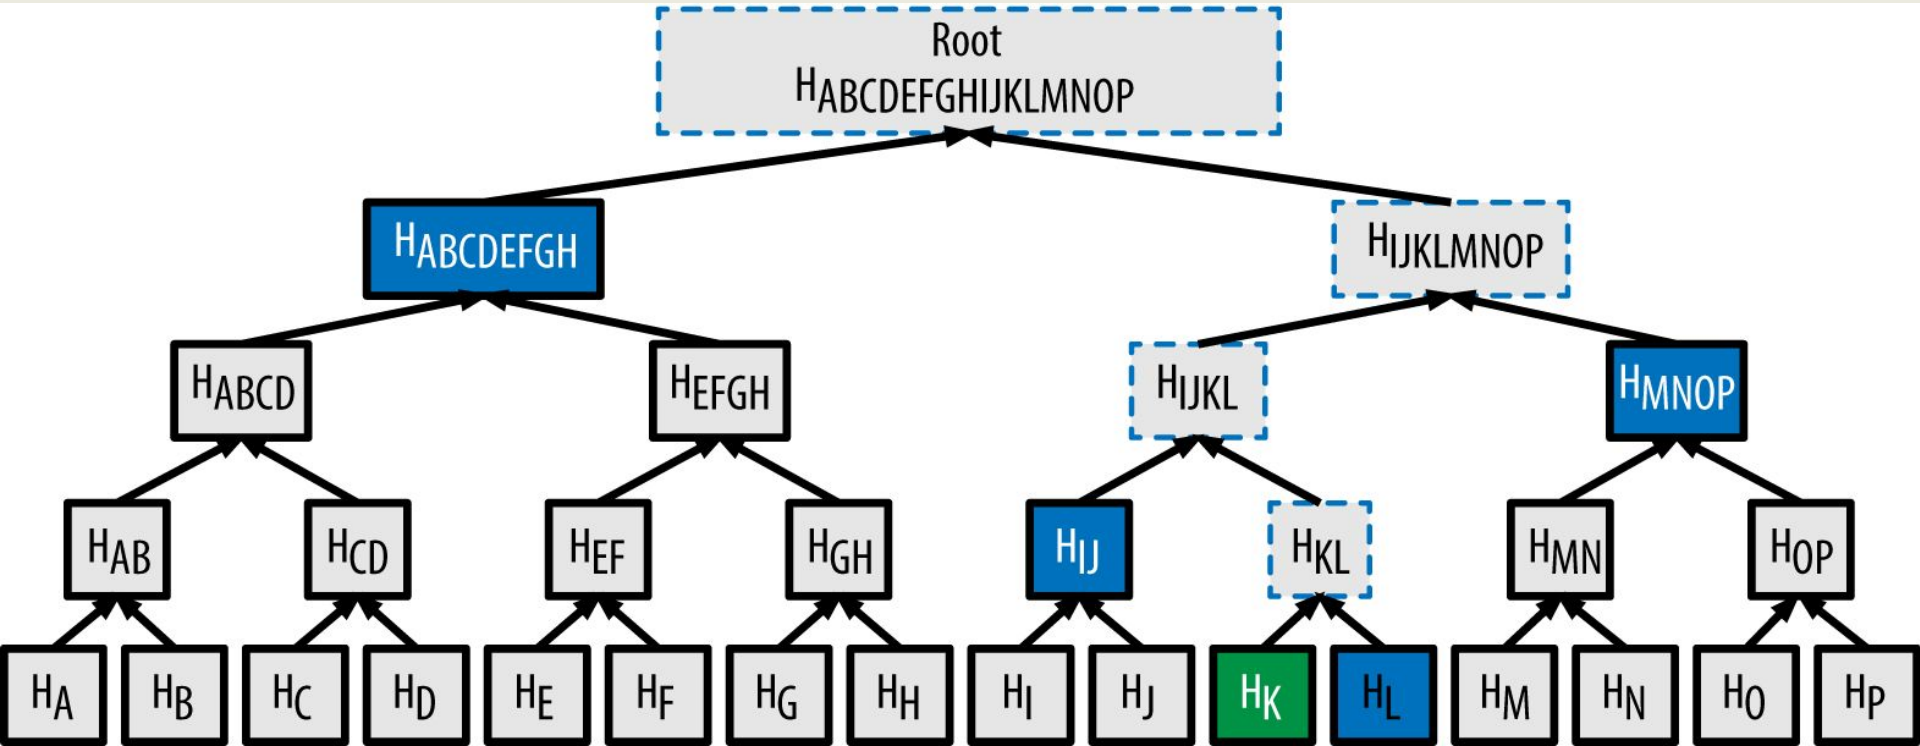 Root
HABCDEFGHIJKLMNOP
HABCDEFGH HIJKLMNOP
HABCD HEFGH HIJKL HMNOP
HAB HCD HEF HGH HIJ HKL HMN HOP
HA HB HC HD HE HF HG HH HI HJ HK HL HM HN HO HP